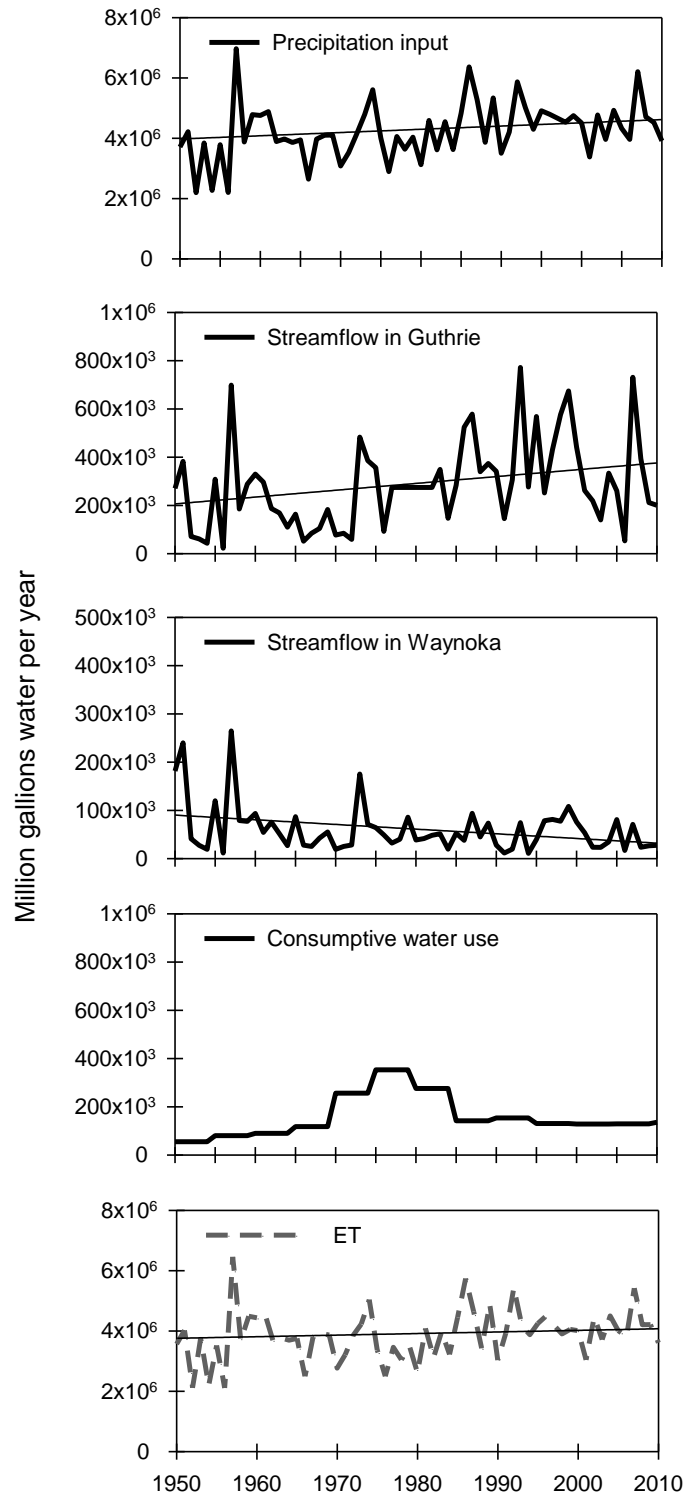 8x10⁶
Precipitation input
6x10⁶
4x10⁶
2x10⁶
0
1x10⁶
Streamflow in Guthrie
800x10³
600x10³
400x10³
200x10³
0
500x10³
Streamflow in Waynoka
400x10³
300x10³
200x10³
100x10³
0
Million gallions water per year
1x10⁶
Consumptive water use
800x10³
600x10³
400x10³
200x10³
0
8x10⁶
ET
6x10⁶
4x10⁶
2x10⁶
0
1950 1960 1970 1980 1990 2000 2010